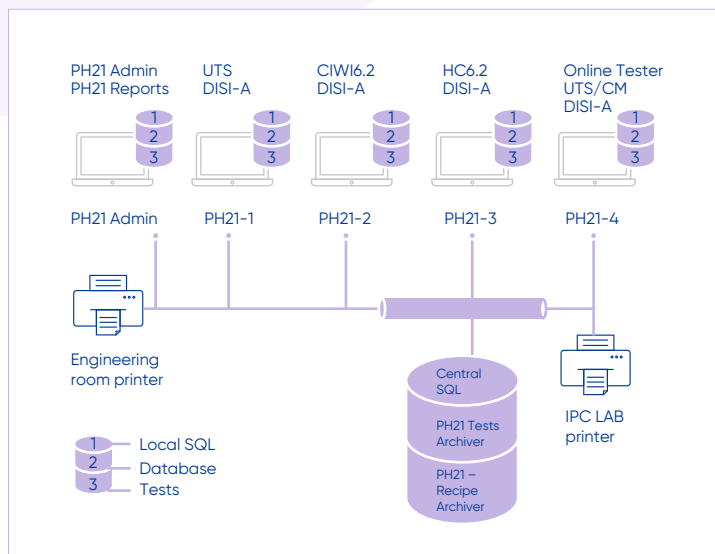 PH21 Admin
PH21 Reports
UTS
DISI-A
CIWI6.2
DISI-A
HC6.2
DISI-A
Online Tester
UTS/CM
DISI-A
1
2
3
1
2
3
1
2
3
1
2
3
1
2
3
PH21 Admin
PH21-1
PH21-2
PH21-3
PH21-4
Engineering
room printer
Central
SQL
PH21 Tests
Archiver
PH21 –
Recipe
Archiver
IPC LAB
printer
1
Local SQL
2
Database
3
Tests